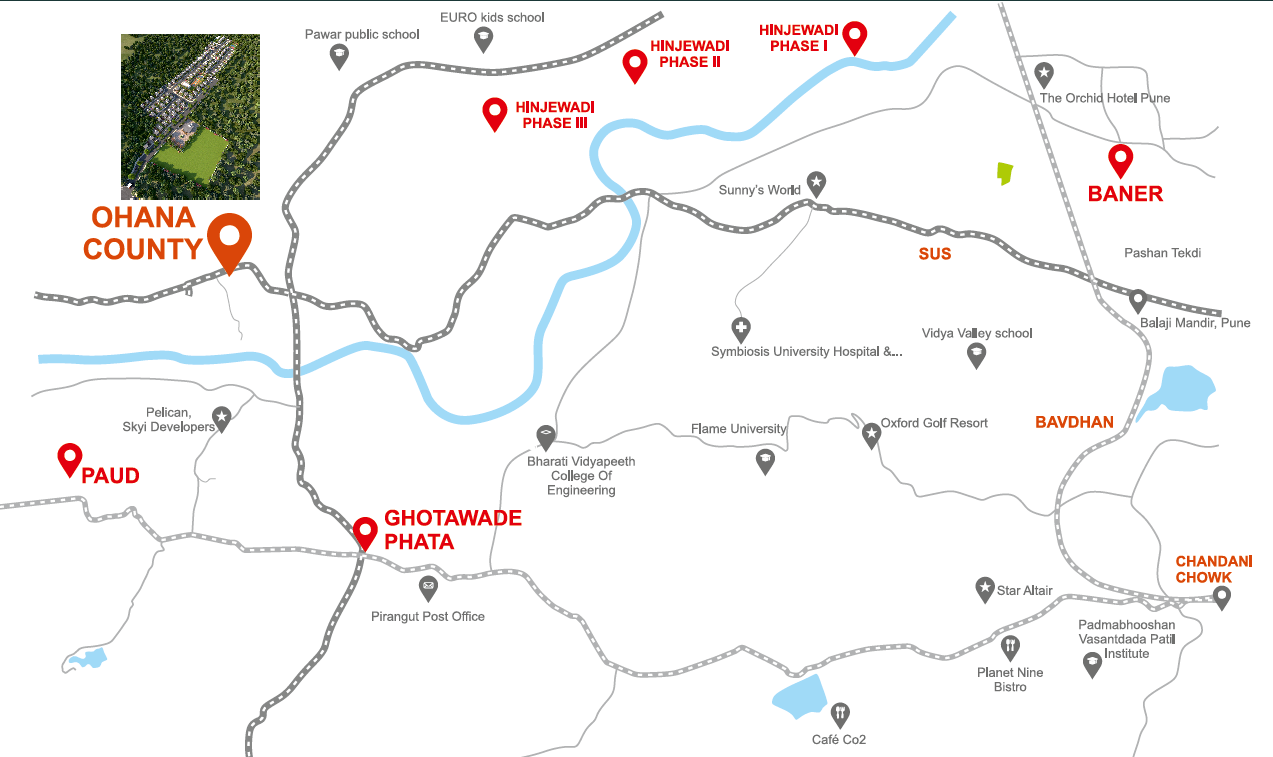 EURO kids school
Pawar public school
HINJEWADI
PHASE I
HINJEWADI
PHASE II
HINJEWADI
PHASE III
The Orchid Hotel Pune
BANER
Sunny's World
OHANA
COUNTY
SUS
Pashan Tekdi
Balaji Mandir, Pune
Symbiosis University Hospital &...
Vidya Valley school
Pelican,
Skyi Developers
Flame University
Oxford Golf Resort
BAVDHAN
PAUD
Bharati Vidyapeeth
College Of
Engineering
GHOTAWADE
PHATA
CHANDANI
CHOWK
Star Altair
Pirangut Post Office
Padmabhooshan
Vasantdada Patil
Institute
Planet Nine
Bistro
Café Co2